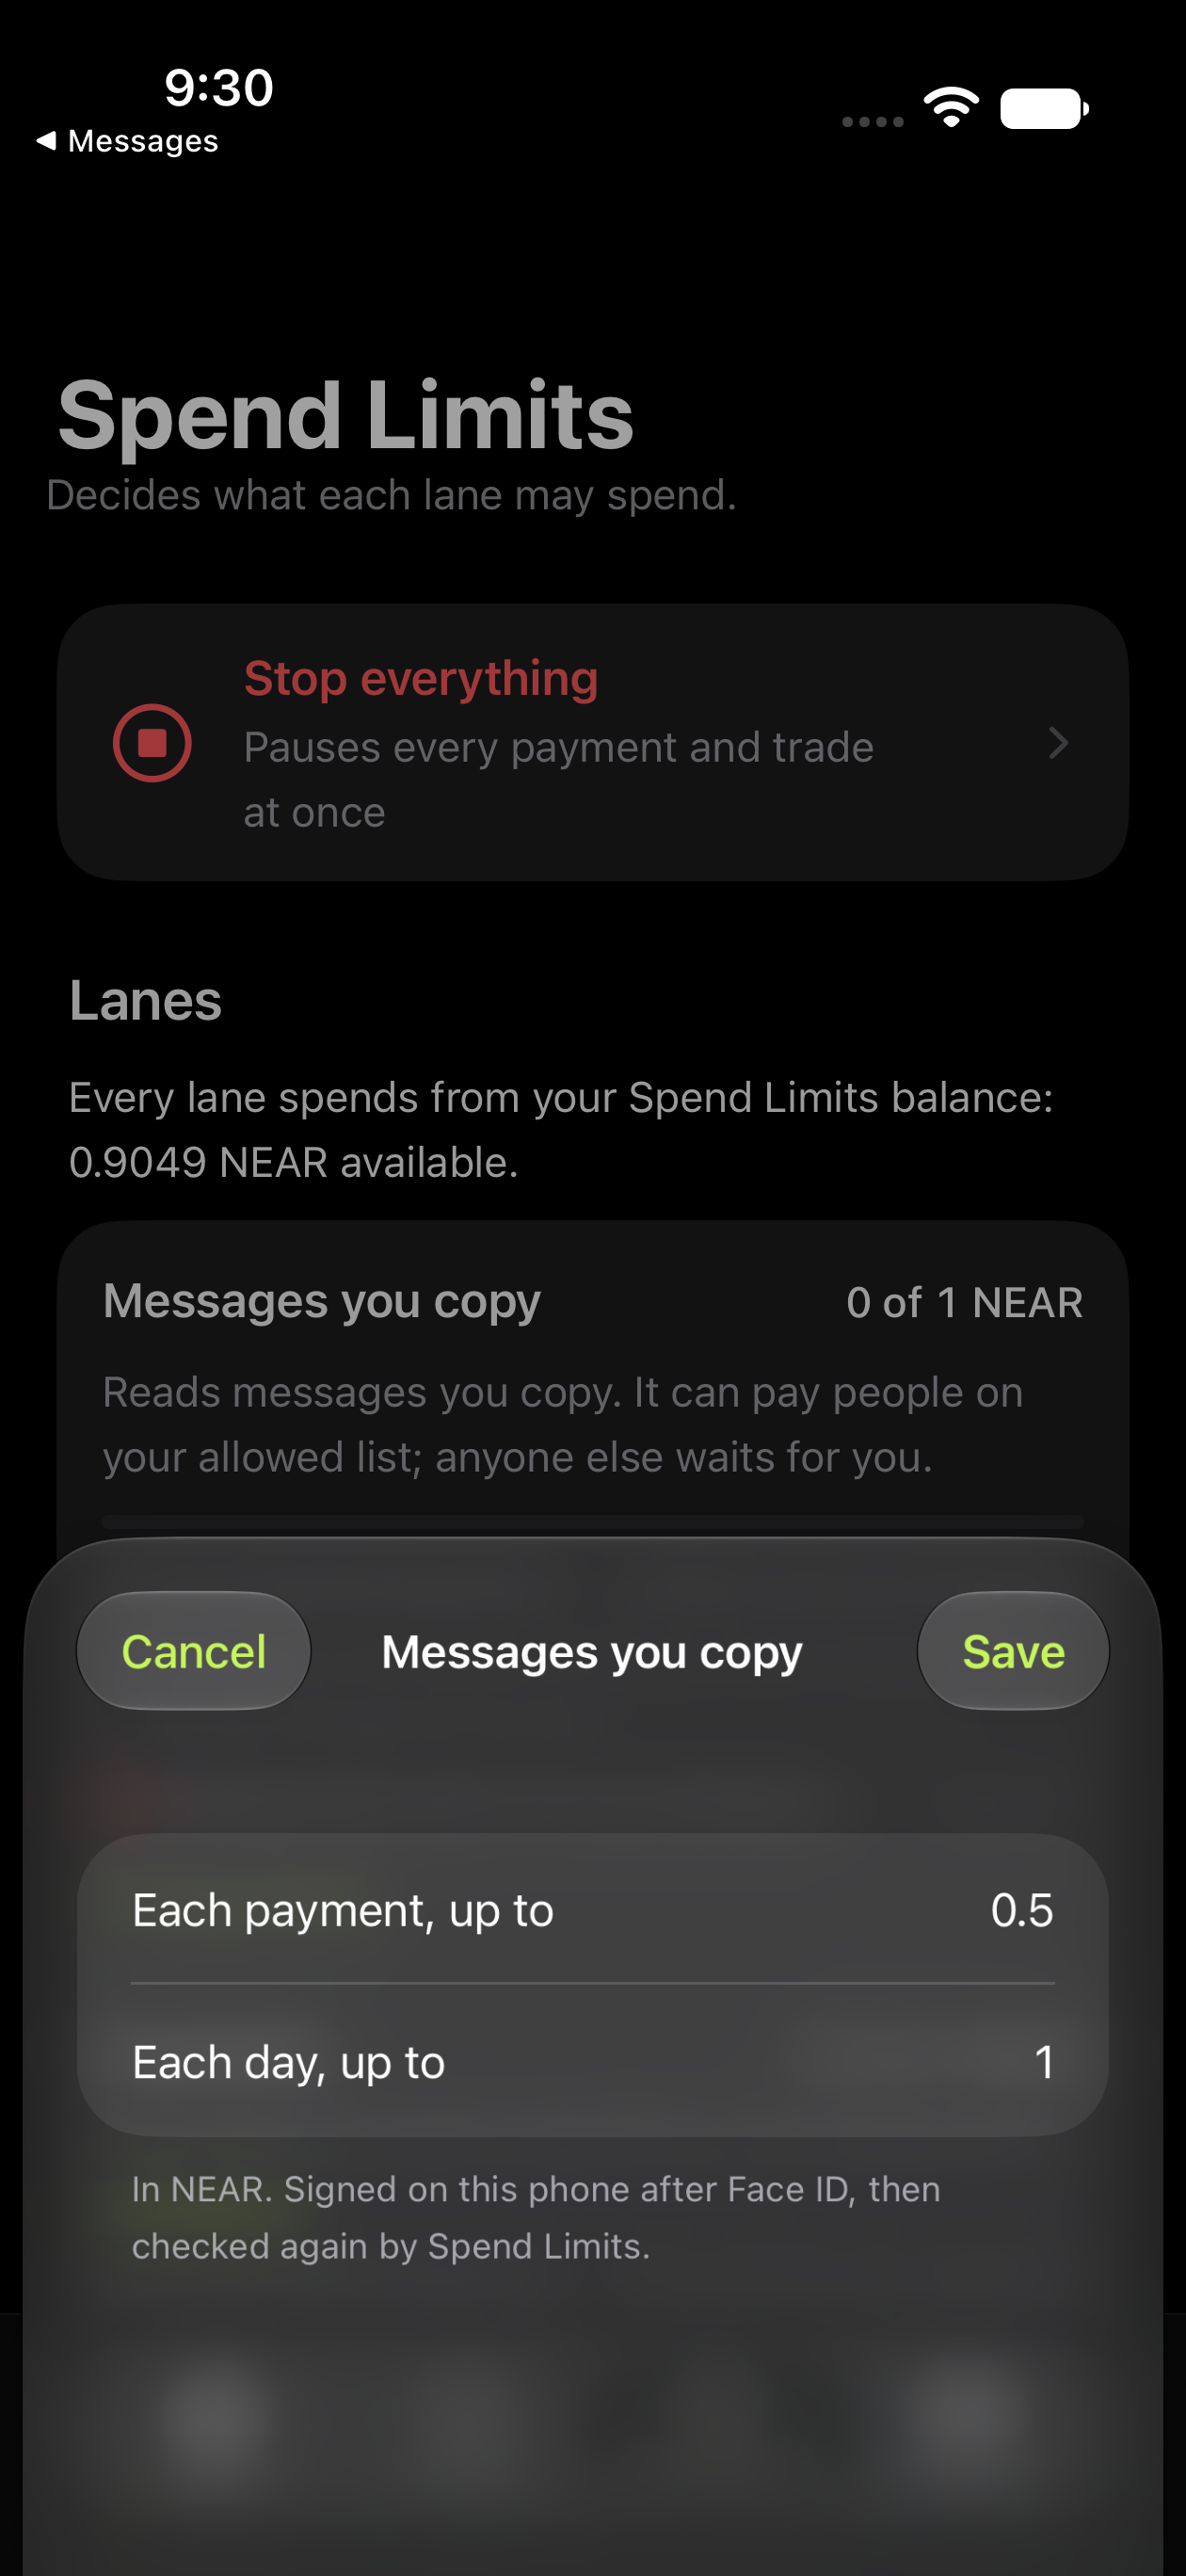 9:30
◀ Messages
Spend Limits
Decides what each lane may spend.
Stop everything
Pauses every payment and trade
at once
Lanes
Every lane spends from your Spend Limits balance:
0.9049 NEAR available.
Messages you copy
0 of 1 NEAR
Reads messages you copy. It can pay people on
your allowed list; anyone else waits for you.
Cancel
Messages you copy
Save
Each payment, up to
0.5
Each day, up to
1
In NEAR. Signed on this phone after Face ID, then
checked again by Spend Limits.